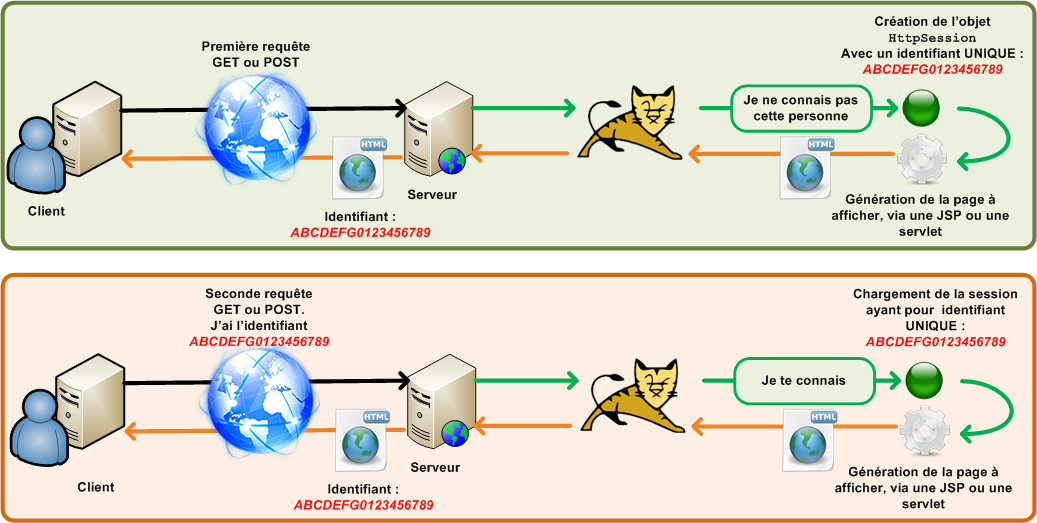 Première requête
GET ou POST
Création de l'objet
HttpSession
Avec un identifiant UNIQUE :
ABCDEFG0123456789
Je ne connais pas
cette personne
HTML
HTML
Client
Serveur
Identifiant :
ABCDEFG0123456789
Génération de la page à
afficher, via une JSP ou une
servlet
Seconde requête
GET ou POST.
J'ai l'identifiant
ABCDEFG0123456789
Chargement de la session
ayant pour identifiant
UNIQUE :
ABCDEFG0123456789
Je te connais
HTML
HTML
Client
Serveur
Identifiant :
ABCDEFG0123456789
Génération de la page à
afficher, via une JSP ou une
servlet